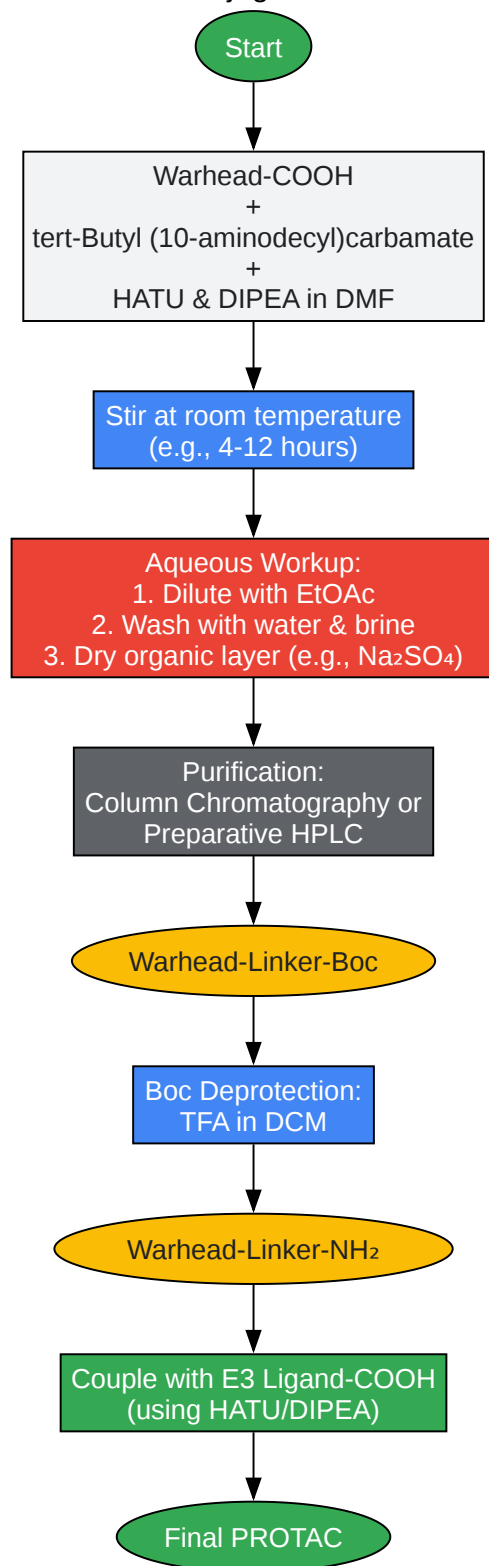 Start
Warhead-COOH
+
tert-Butyl (10-aminodecyl)carbamate
+
HATU & DIPEA in DMF
Stir at room temperature
(e.g., 4-12 hours)
Aqueous Workup:
1. Dilute with EtOAc
2. Wash with water & brine
3. Dry organic layer (e.g., Na₂SO₄)
Purification:
Column Chromatography or
Preparative HPLC
Warhead-Linker-Boc
Boc Deprotection:
TFA in DCM
Warhead-Linker-NH₂
Couple with E3 Ligand-COOH
(using HATU/DIPEA)
Final PROTAC